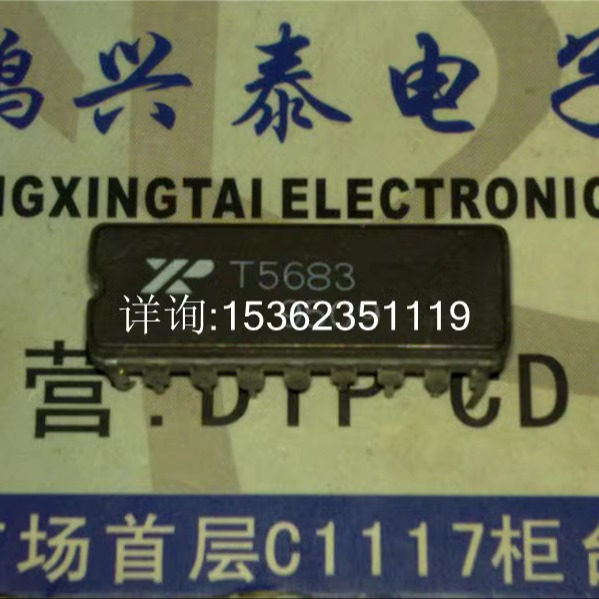 鸿兴泰电子
NGXINGTAI ELECTRONIC
XP T5683
详询:15362351119
营:DIP CD
市场首层C1117柜台